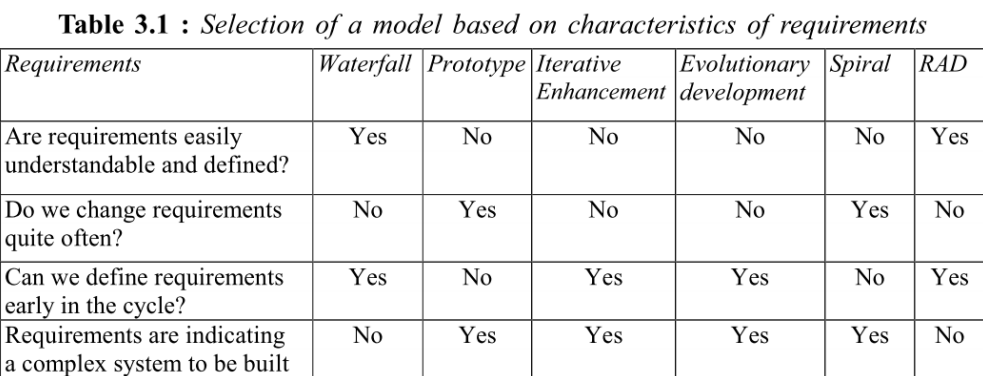 Table 3.1 : Selection of a model based on characteristics of requirements
Requirements Waterfall Prototype Iterative Enhancement Evolutionary development Spiral RAD
Are requirements easily understandable and defined? Yes No No No No Yes
Do we change requirements quite often? No Yes No No Yes No
Can we define requirements early in the cycle? Yes No Yes Yes No Yes
Requirements are indicating a complex system to be built No Yes Yes Yes Yes No